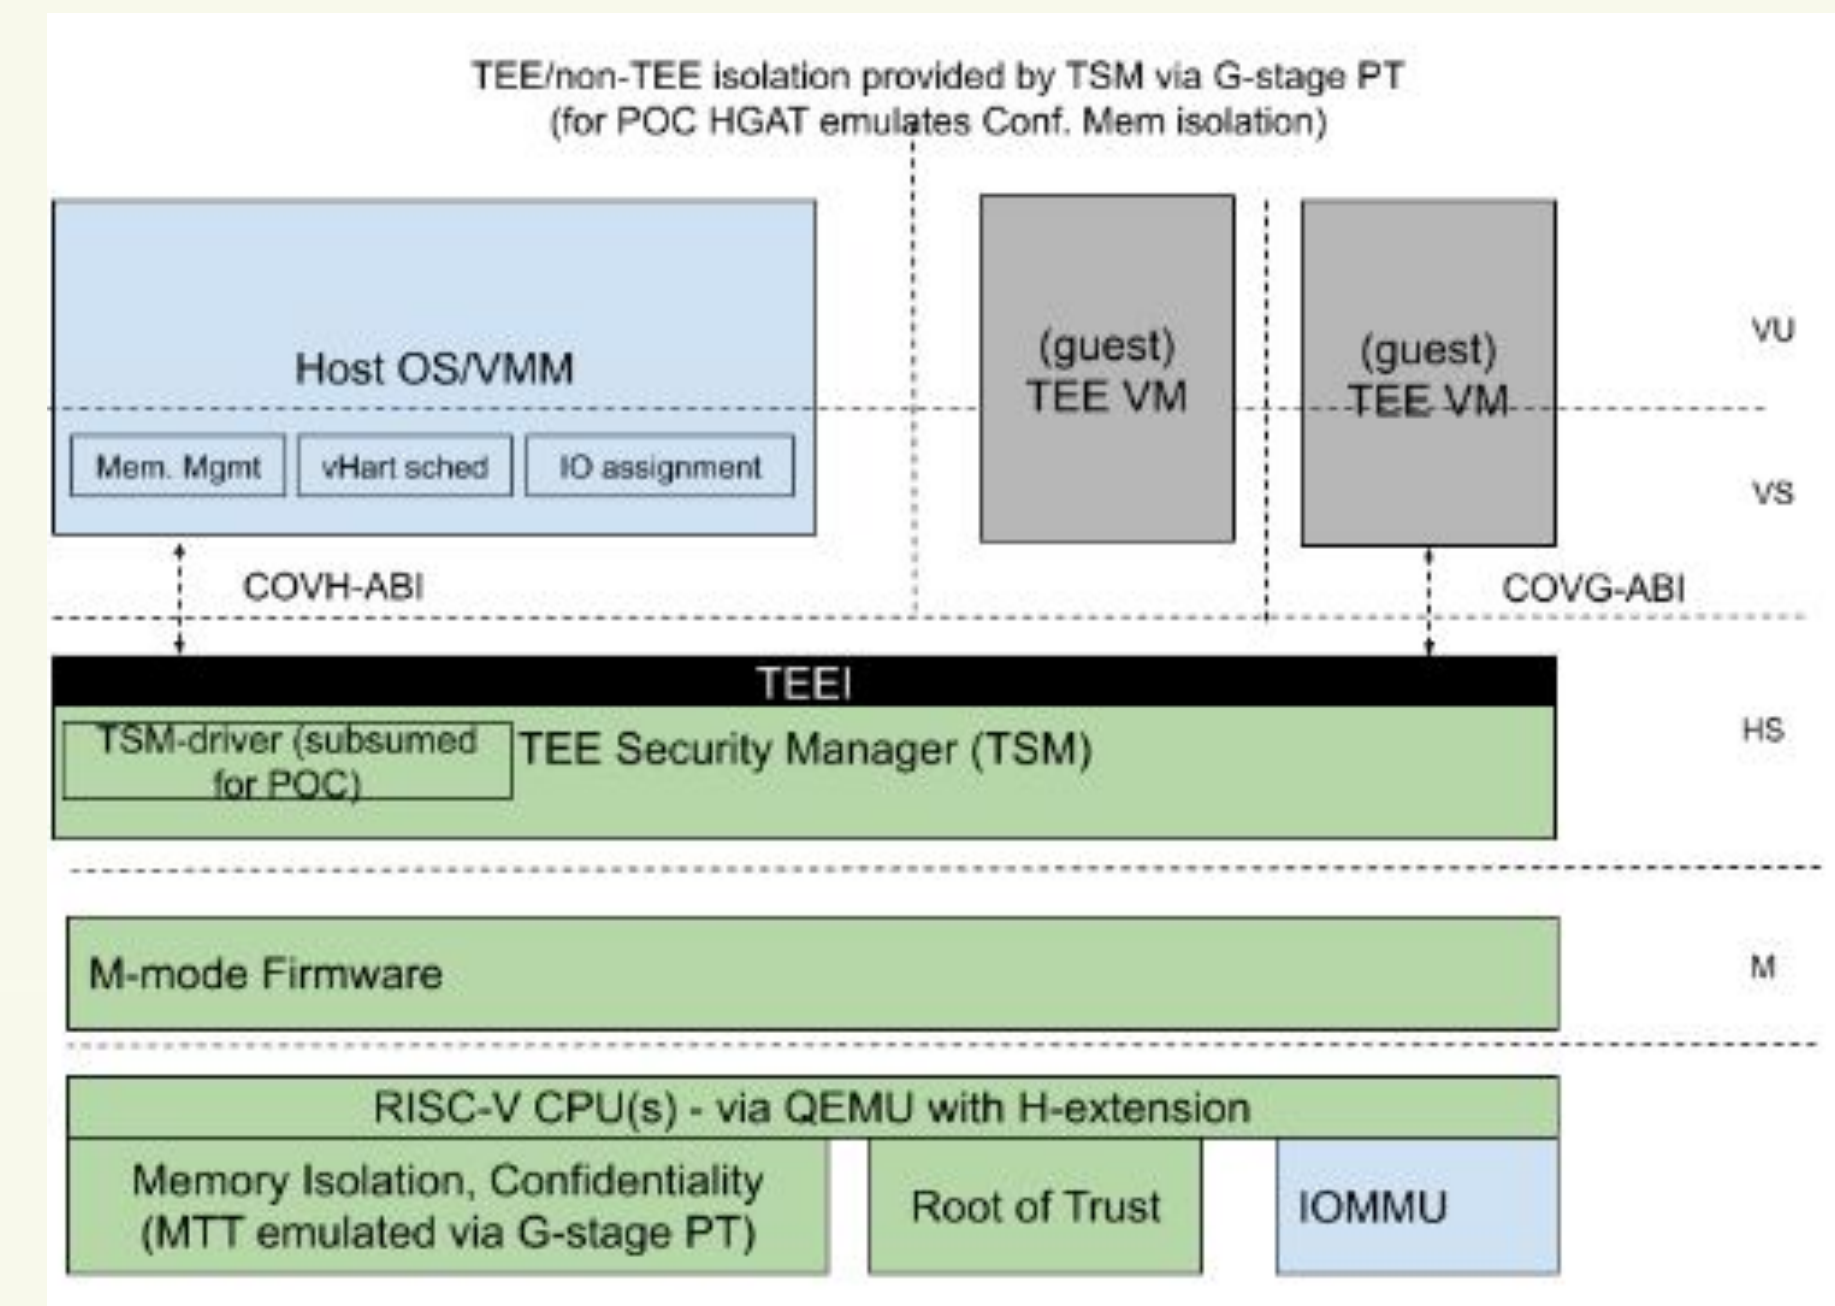 TEE/non-TEE isolation provided by TSM via G-stage PT
(for POC HGAT emulates Conf. Mem isolation)
Host OS/VMM
Mem. Mgmt
vHart sched
IO assignment
(guest)
TEE VM
(guest)
TEE VM
VU
VS
COVH-ABI
COVG-ABI
TEEI
TSM-driver (subsumed
for POC)
TEE Security Manager (TSM)
HS
M-mode Firmware
M
RISC-V CPU(s) - via QEMU with H-extension
Memory Isolation, Confidentiality
(MTT emulated via G-stage PT)
Root of Trust
IOMMU